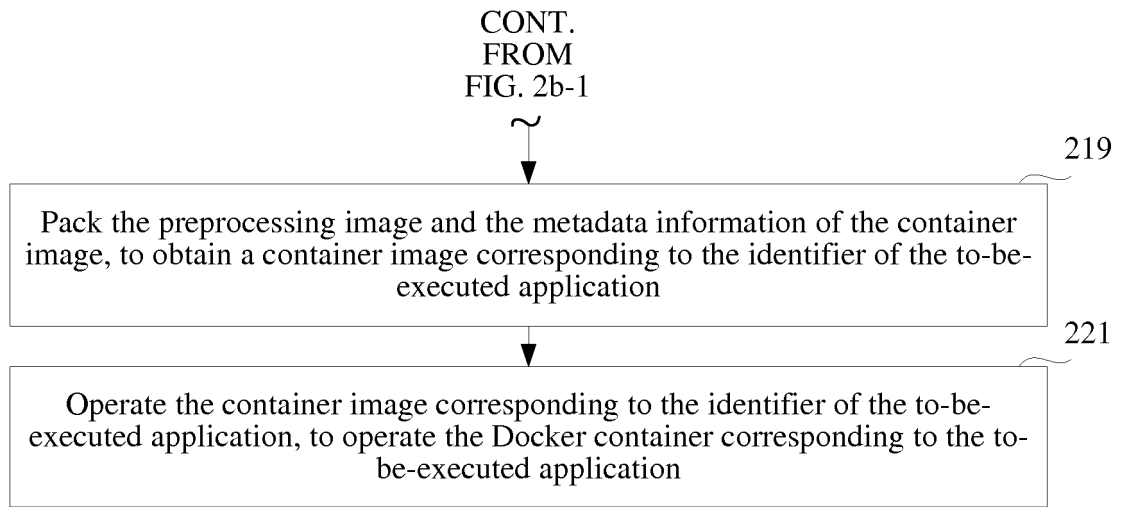 CONT.
FROM
FIG. 2b-1
219
Pack the preprocessing image and the metadata information of the container
image, to obtain a container image corresponding to the identifier of the to-be-
executed application
221
Operate the container image corresponding to the identifier of the to-be-
executed application, to operate the Docker container corresponding to the to-
be-executed application